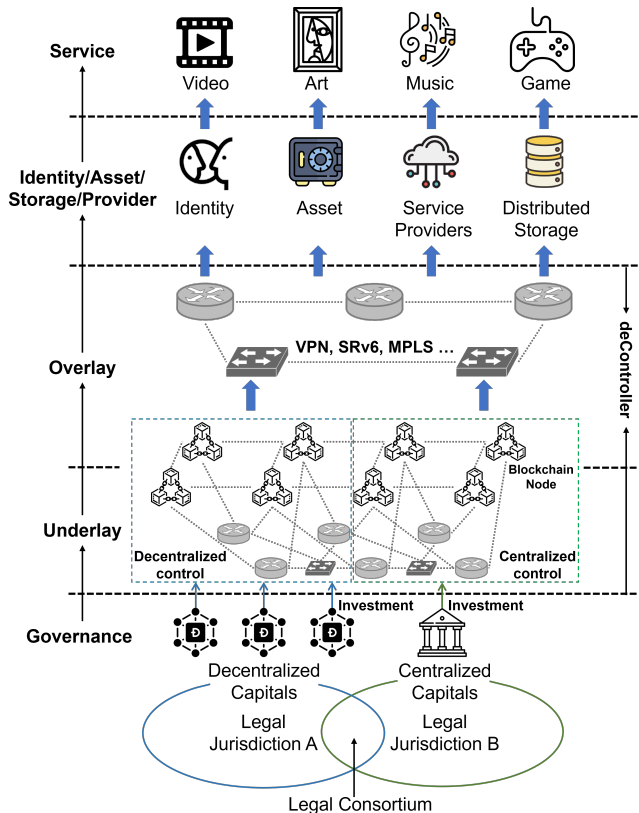 Service
Video
Art
Music
Game
Identity/Asset/
Storage/Provider
Identity
Asset
Service
Providers
Distributed
Storage
deController
VPN, SRv6, MPLS ...
Overlay
Blockchain
Node
Underlay
Decentralized
control
Centralized
control
Investment
Investment
Governance
Decentralized
Capitals
Centralized
Capitals
Legal
Jurisdiction A
Legal
Jurisdiction B
Legal Consortium